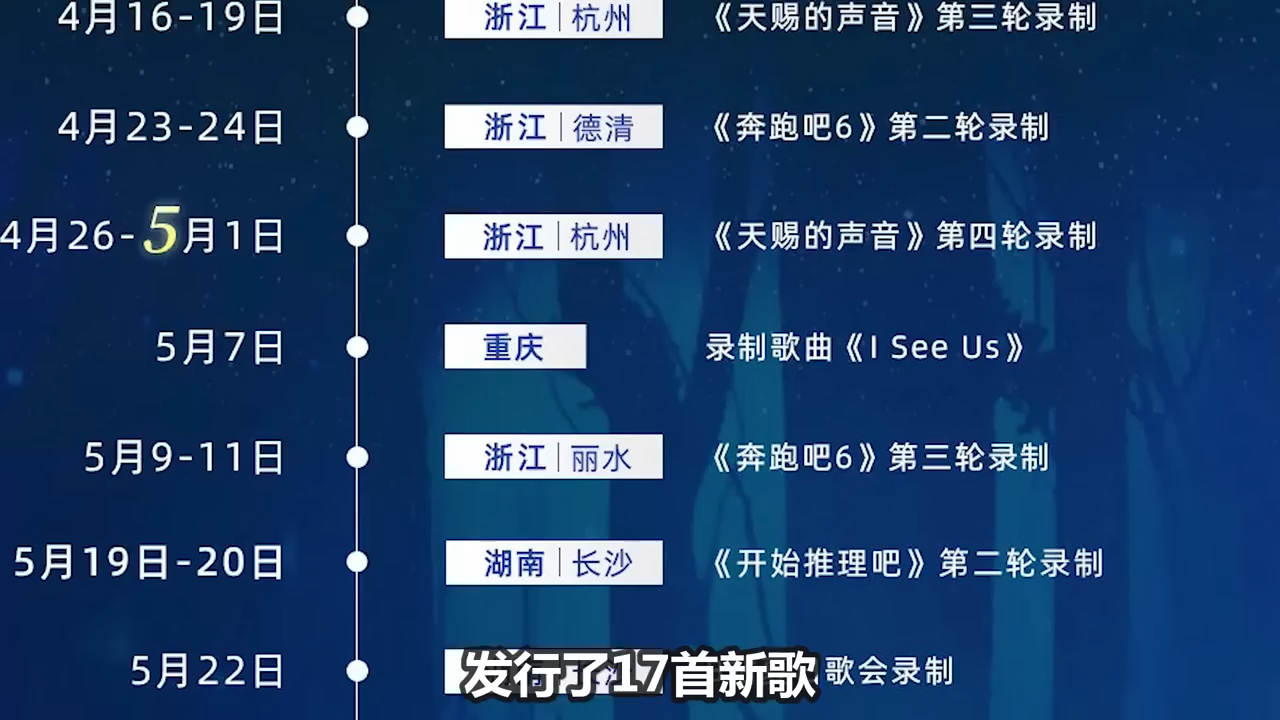 4月16-19日 浙江|杭州 《天赐的声音》第三轮录制
4月23-24日 浙江|德清 《奔跑吧6》第二轮录制
4月26-5月1日 浙江|杭州 《天赐的声音》第四轮录制
5月7日 重庆 录制歌曲《I See Us》
5月9-11日 浙江|丽水 《奔跑吧6》第三轮录制
5月19日-20日 湖南|长沙 《开始推理吧》第二轮录制
5月22日 歌会录制
发行了17首新歌